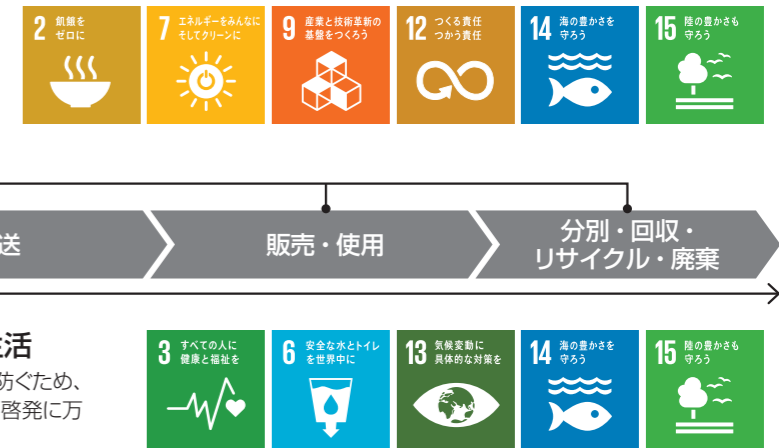 2 飢餓を
ゼロに
7 エネルギーをみんなに
そしてクリーンに
9 産業と技術革新の
基盤をつくろう
12 つくる責任
つかう責任
14 海の豊かさを
守ろう
15 陸の豊かさも
守ろう
送
販売・使用
分別・回収・
リサイクル・廃棄
生活
防ぐため、
啓発に万
3 すべての人に
健康と福祉を
6 安全な水とトイレ
を世界中に
13 気候変動に
具体的な対策を
14 海の豊かさを
守ろう
15 陸の豊かさも
守ろう